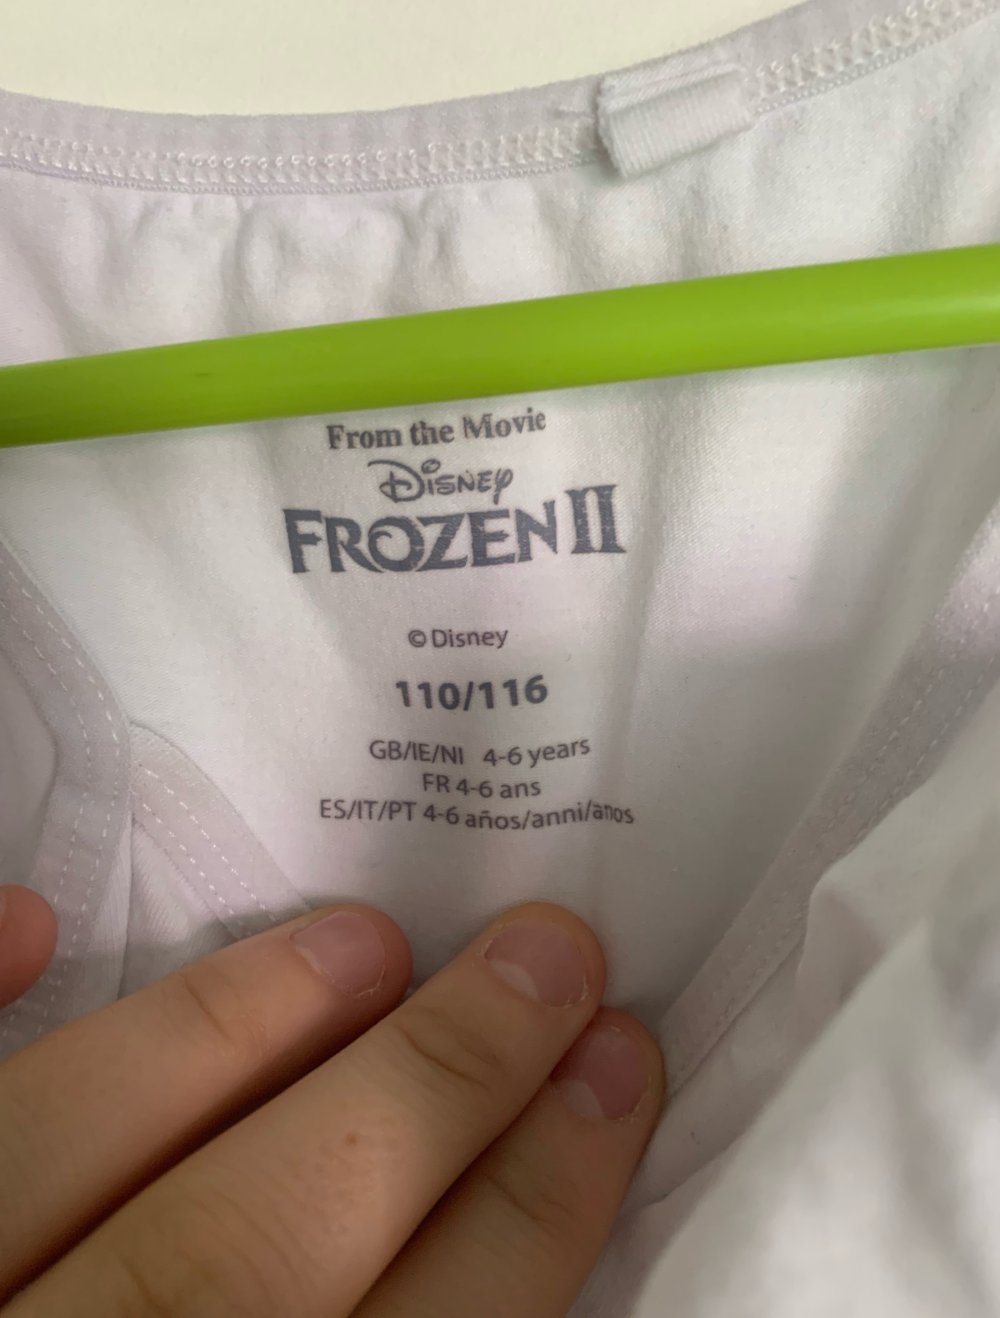 From the Movie
Disney
FROZEN II
© Disney
110/116
GB/IE/NI 4-6 years
FR 4-6 ans
ES/IT/PT 4-6 años/anni/anos